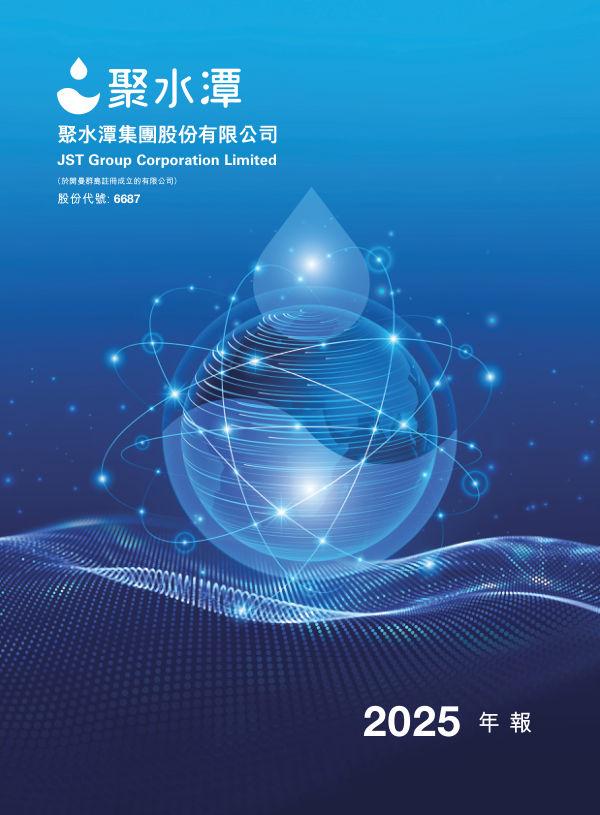 聚水潭
聚水潭集團股份有限公司
JST Group Corporation Limited
（於開曼群島註冊成立的有限公司）
股份代號: 6687
2025 年報